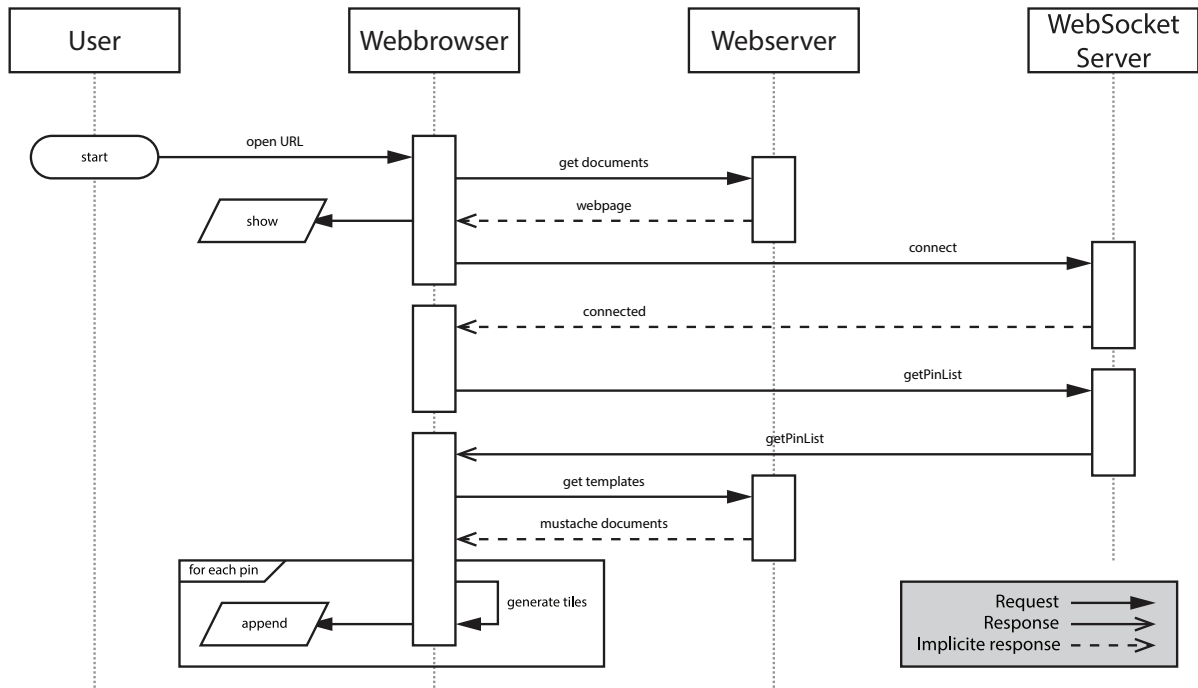 User
Webbrowser
Webserver
WebSocket
Server
start
open URL
get documents
show
webpage
connect
connected
getPinList
getPinList
get templates
mustache documents
for each pin
generate tiles
append
Request
Response
Implicite response